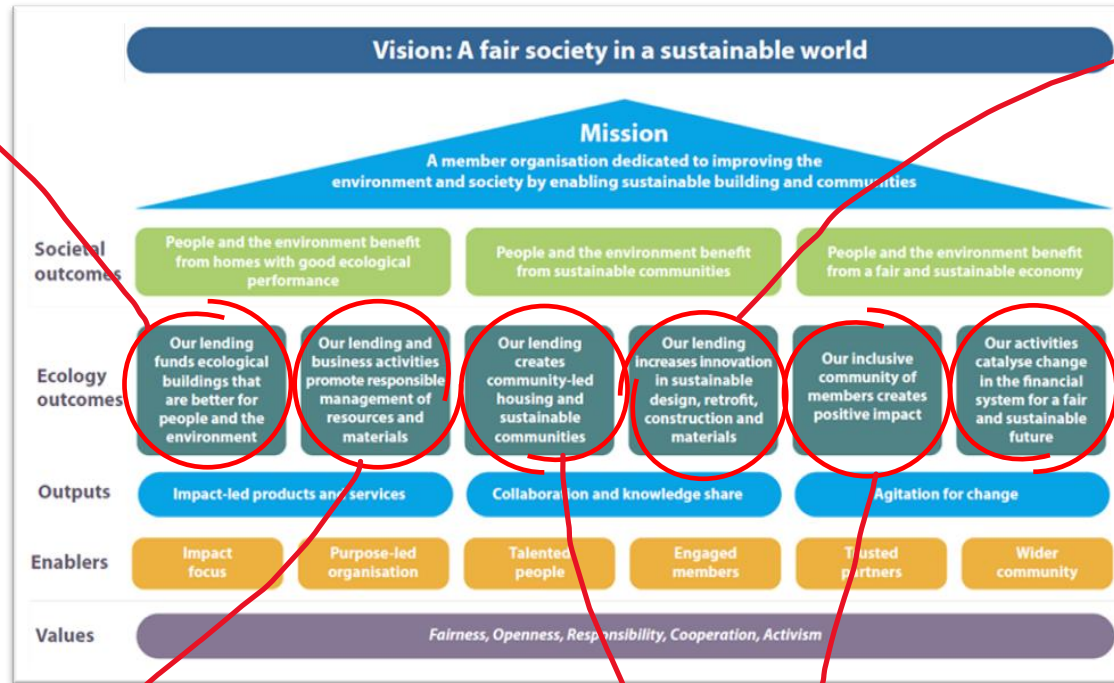 Vision: A fair society in a sustainable world
Mission
A member organisation dedicated to improving the
environment and society by enabling sustainable building and communities
Societal
outcomes
People and the environment benefit
from homes with good ecological
performance
People and the environment benefit
from sustainable communities
People and the environment benefit
from a fair and sustainable economy
Ecology
outcomes
Our lending
funds ecological
buildings that
are better for
people and the
environment
Our lending and
business activities
promote responsible
management of
resources and
materials
Our lending
creates
community-led
housing and
sustainable
communities
Our lending
increases innovation
in sustainable
design, retrofit,
construction and
materials
Our inclusive
community of
members creates
positive impact
Our activities
catalyse change
in the financial
system for a fair
and sustainable
future
Outputs
Impact-led products and services
Collaboration and knowledge share
Agitation for change
Enablers
Impact
focus
Purpose-led
organisation
Talented
people
Engaged
members
Trusted
partners
Wider
community
Values
Fairness, Openness, Responsibility, Cooperation, Activism